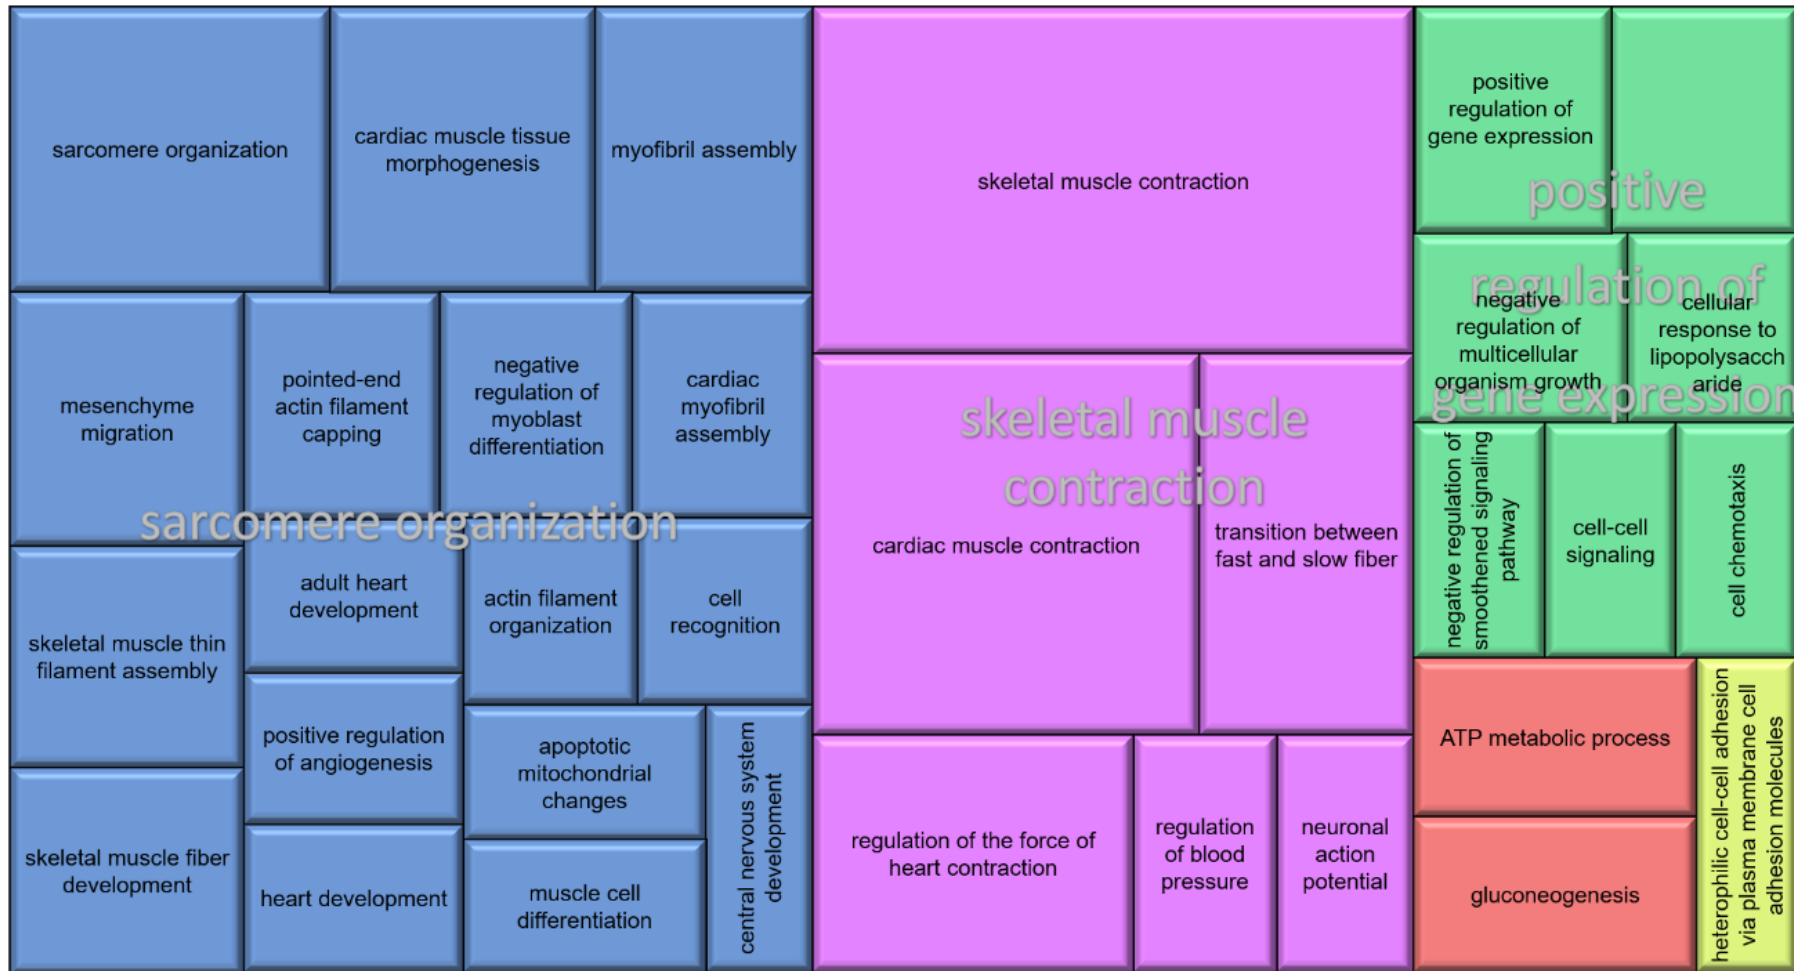 sarcomere organization
cardiac muscle tissue
morphogenesis
myofibril assembly
mesenchyme
migration
pointed-end
actin filament
capping
negative
regulation of
myoblast
differentiation
cardiac
myofibril
assembly
sarcomere organization
skeletal muscle thin
filament assembly
adult heart
development
actin filament
organization
cell
recognition
positive regulation
of angiogenesis
apoptotic
mitochondrial
changes
central nervous system
development
skeletal muscle fiber
development
heart development
muscle cell
differentiation
skeletal muscle contraction
skeletal muscle
contraction
cardiac muscle contraction
transition between
fast and slow fiber
regulation of the force of
heart contraction
regulation
of blood
pressure
neuronal
action
potential
positive
regulation of
gene expression
positive
regulation of
gene expression
negative
regulation of
multicellular
organism growth
cellular
response to
lipopolysacch
aride
negative regulation of
smoothened signaling
pathway
cell-cell
signaling
cell chemotaxis
ATP metabolic process
gluconeogenesis
heterophilic cell-cell adhesion
via plasma membrane cell
adhesion molecules